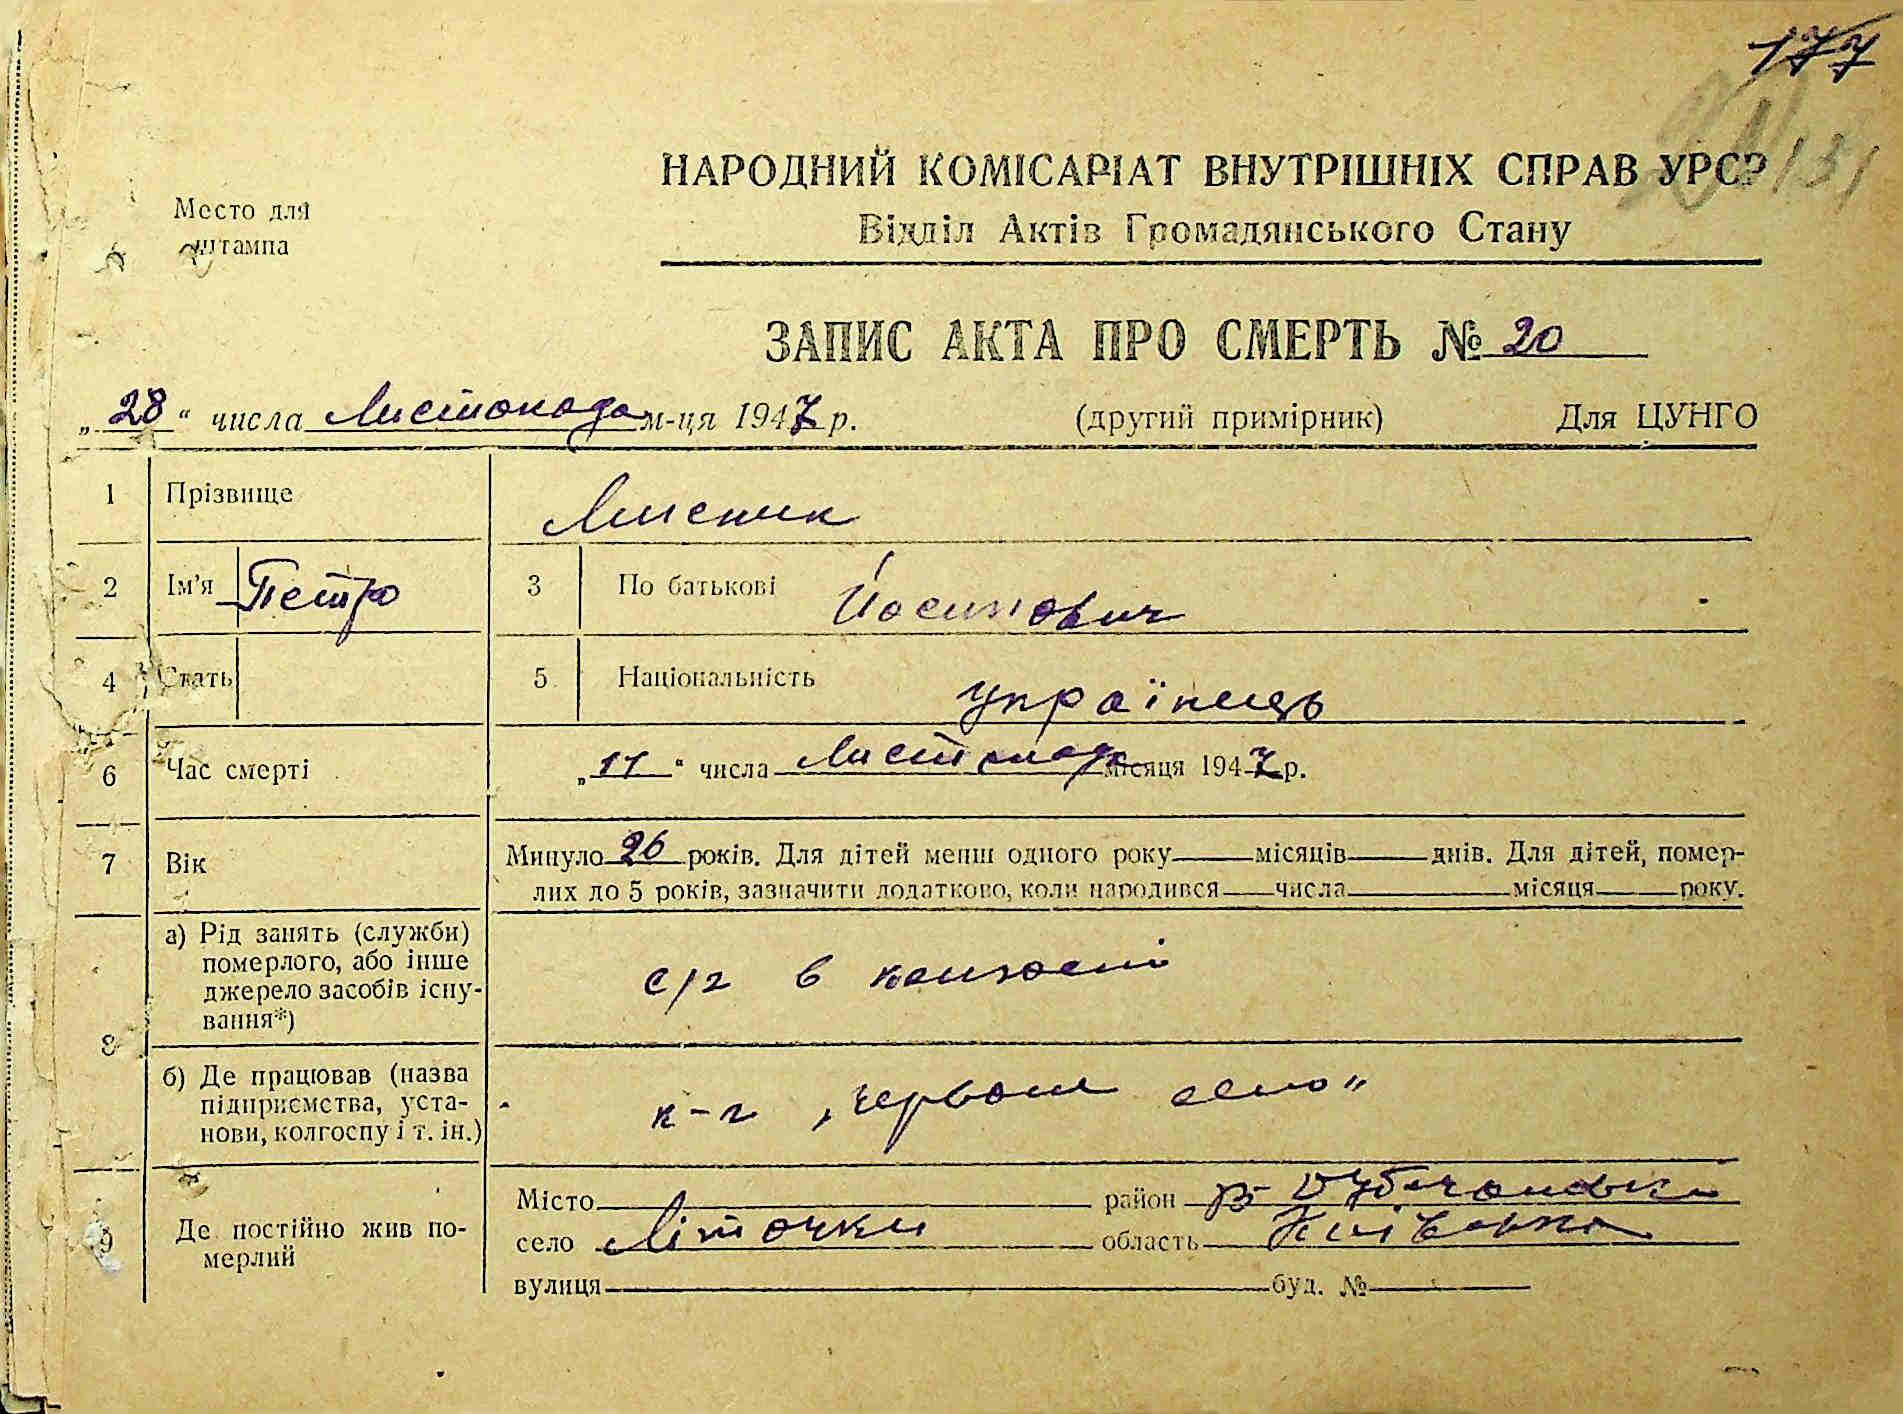 177
131
НАРОДНИЙ КОМІСАРІАТ ВНУТРІШНІХ СПРАВ УРСР
Место для
штампа
Відділ Актів Громадянського Стану
ЗАПИС АКТА ПРО СМЕРТЬ № 20
„28“ числа Листопада м-ця 1947 р. (другий примірник) Для ЦУНГО
1 Прізвище
2 Ім'я Петро 3 По батькові Йосипович
4 Стать 5 Національність українець
6 Час смерті „11“ числа Листопада місяця 1947 р.
7 Вік Минуло 26 років. Для дітей менш одного року місяців днів. Для дітей, помер-
лих до 5 років, зазначити додатково, коли народився числа місяця року.
8 а) Рід занять (служби)
померлого, або інше
джерело засобів існу-
вання*)
с/г в
б) Де працював (назва
підприємства, уста-
нови, колгоспу і т. ін.)
к-г „Червоне село“
9 Де постійно жив по-
мерлий
Місто район
село Літочки область Київська
вулиця буд. №